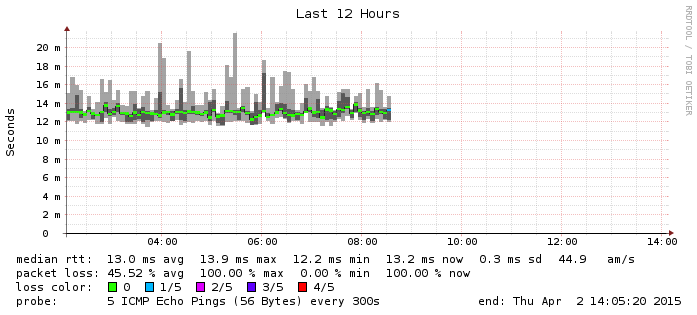 Last 12 Hours
RRDTOOL / TOBI OETIKER
Seconds
20 m
18 m
16 m
14 m
12 m
10 m
8 m
6 m
4 m
2 m
0
04:00 06:00 08:00 10:00 12:00 14:00
median rtt: 13.0 ms avg 13.9 ms max 12.2 ms min 13.2 ms now 0.3 ms sd 44.9 am/s
packet loss: 45.52 % avg 100.00 % max 0.00 % min 100.00 % now
loss color: 0 1/5 2/5 3/5 4/5
probe: 5 ICMP Echo Pings (56 Bytes) every 300s end: Thu Apr 2 14:05:20 2015